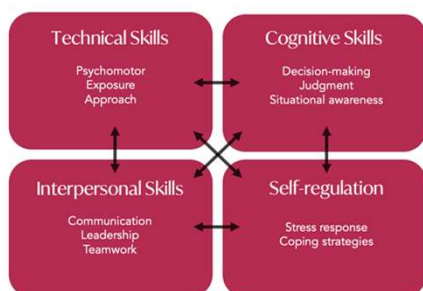 Technical Skills
Psychomotor
Exposure
Approach
Cognitive Skills
Decision-making
Judgment
Situational awareness
Interpersonal Skills
Communication
Leadership
Teamwork
Self-regulation
Stress response
Coping strategies